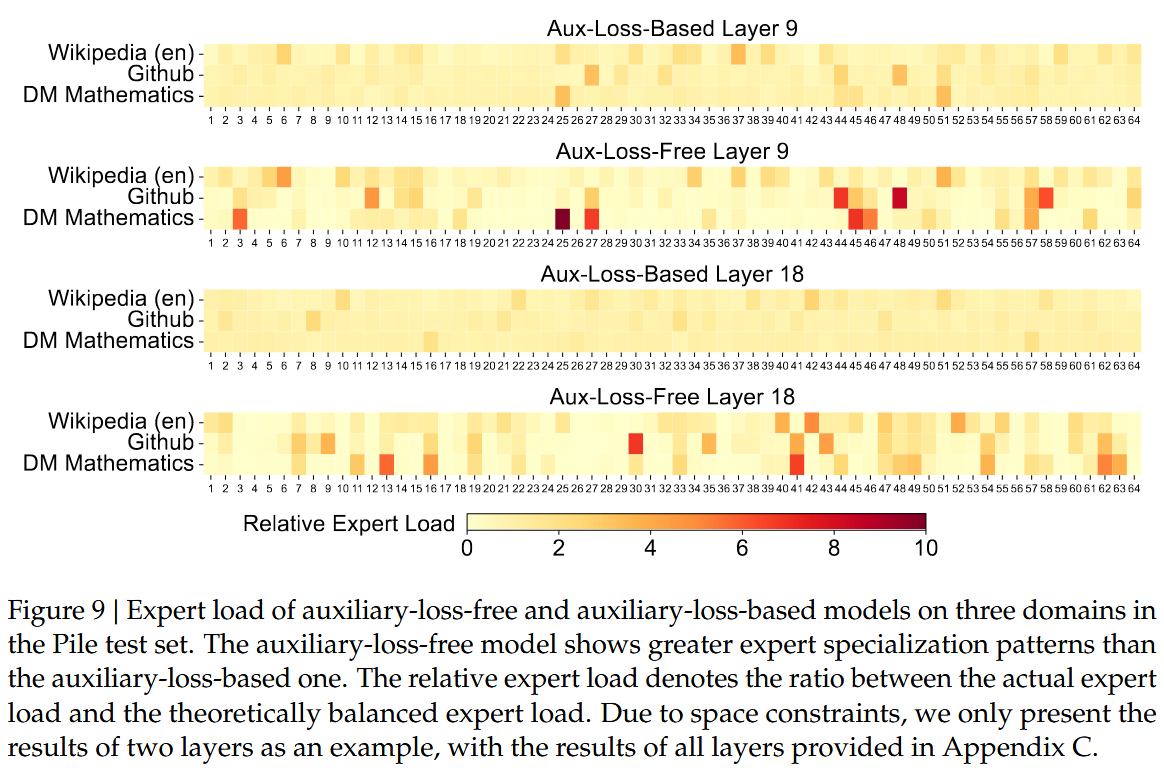 Aux-Loss-Based Layer 9
Wikipedia (en)
Github
DM Mathematics
1 2 3 4 5 6 7 8 9 10 11 12 13 14 15 16 17 18 19 20 21 22 23 24 25 26 27 28 29 30 31 32 33 34 35 36 37 38 39 40 41 42 43 44 45 46 47 48 49 50 51 52 53 54 55 56 57 58 59 60 61 62 63 64
Aux-Loss-Free Layer 9
Wikipedia (en)
Github
DM Mathematics
1 2 3 4 5 6 7 8 9 10 11 12 13 14 15 16 17 18 19 20 21 22 23 24 25 26 27 28 29 30 31 32 33 34 35 36 37 38 39 40 41 42 43 44 45 46 47 48 49 50 51 52 53 54 55 56 57 58 59 60 61 62 63 64
Aux-Loss-Based Layer 18
Wikipedia (en)
Github
DM Mathematics
1 2 3 4 5 6 7 8 9 10 11 12 13 14 15 16 17 18 19 20 21 22 23 24 25 26 27 28 29 30 31 32 33 34 35 36 37 38 39 40 41 42 43 44 45 46 47 48 49 50 51 52 53 54 55 56 57 58 59 60 61 62 63 64
Aux-Loss-Free Layer 18
Wikipedia (en)
Github
DM Mathematics
1 2 3 4 5 6 7 8 9 10 11 12 13 14 15 16 17 18 19 20 21 22 23 24 25 26 27 28 29 30 31 32 33 34 35 36 37 38 39 40 41 42 43 44 45 46 47 48 49 50 51 52 53 54 55 56 57 58 59 60 61 62 63 64
Relative Expert Load
0 2 4 6 8 10
Figure 9 | Expert load of auxiliary-loss-free and auxiliary-loss-based models on three domains in
the Pile test set. The auxiliary-loss-free model shows greater expert specialization patterns than
the auxiliary-loss-based one. The relative expert load denotes the ratio between the actual expert
load and the theoretically balanced expert load. Due to space constraints, we only present the
results of two layers as an example, with the results of all layers provided in Appendix C.